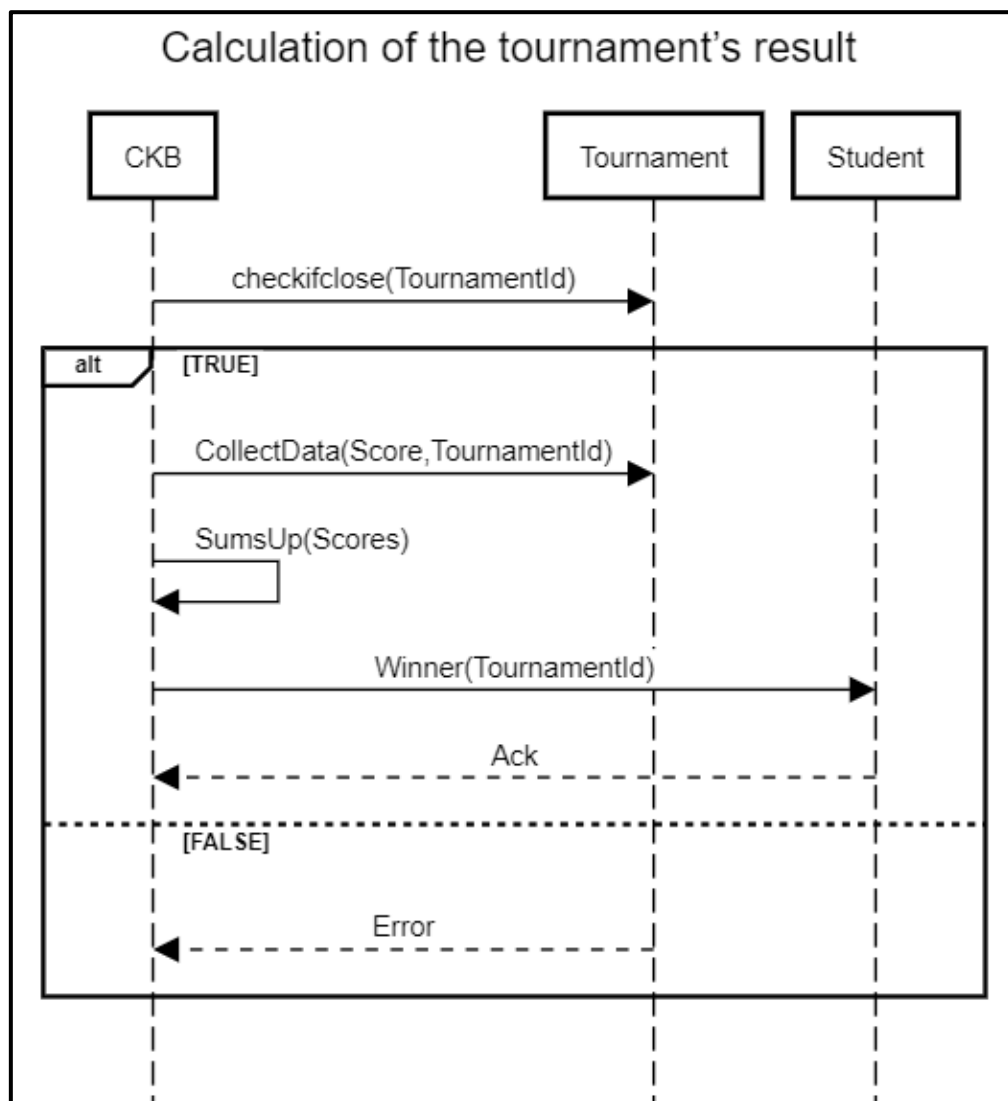 Calculation of the tournament’s result
CKB
Tournament
Student
checkifclose(TournamentId)
alt
[TRUE]
CollectData(Score,TournamentId)
SumsUp(Scores)
Winner(TournamentId)
Ack
[FALSE]
Error